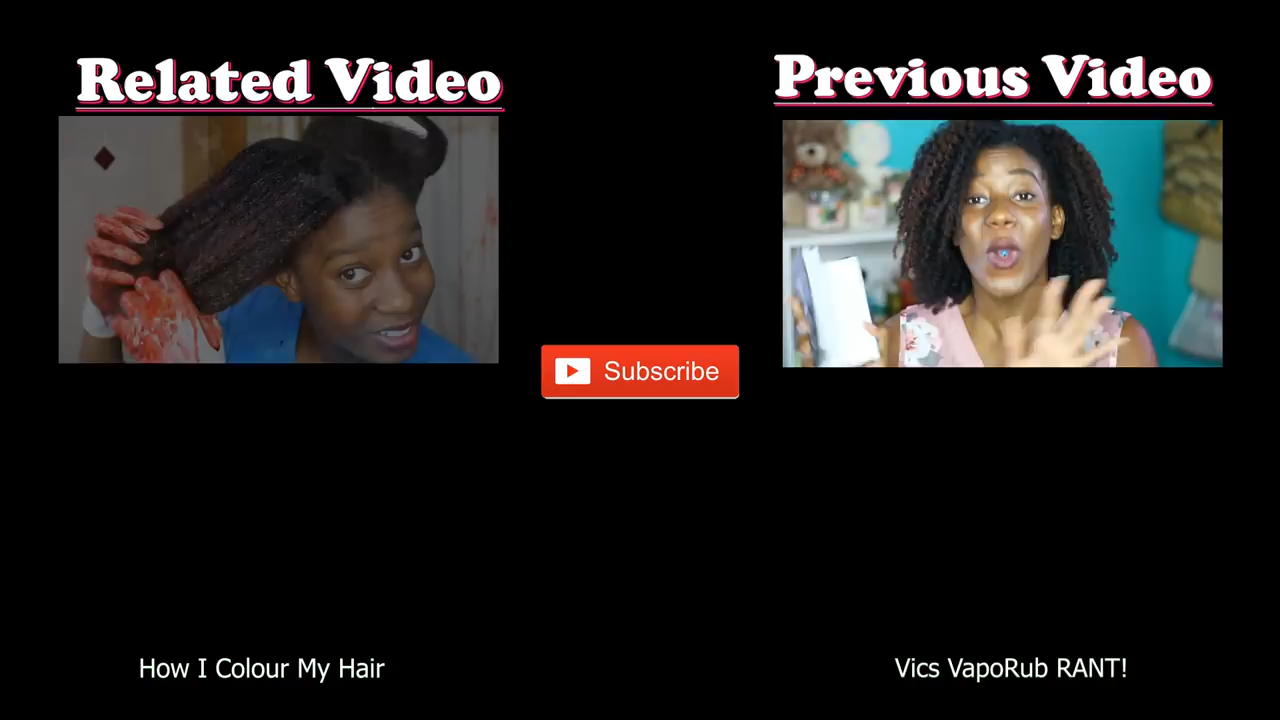 Related Video
Previous Video
Subscribe
How I Colour My Hair
Vics VapoRub RANT!